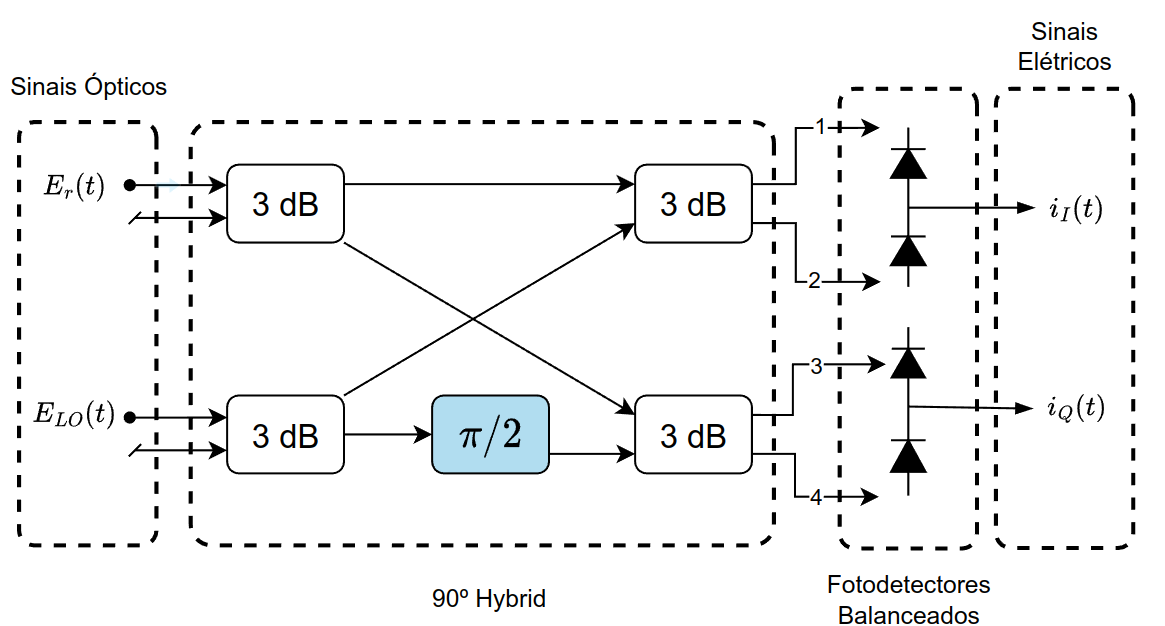 Sinais
Elétricos
Sinais Ópticos
1
E_r(t)
3 dB
3 dB
i_I(t)
2
3
E_{LO}(t)
i_Q(t)
3 dB
π/2
3 dB
4
90º Hybrid
Fotodetectores
Balanceados